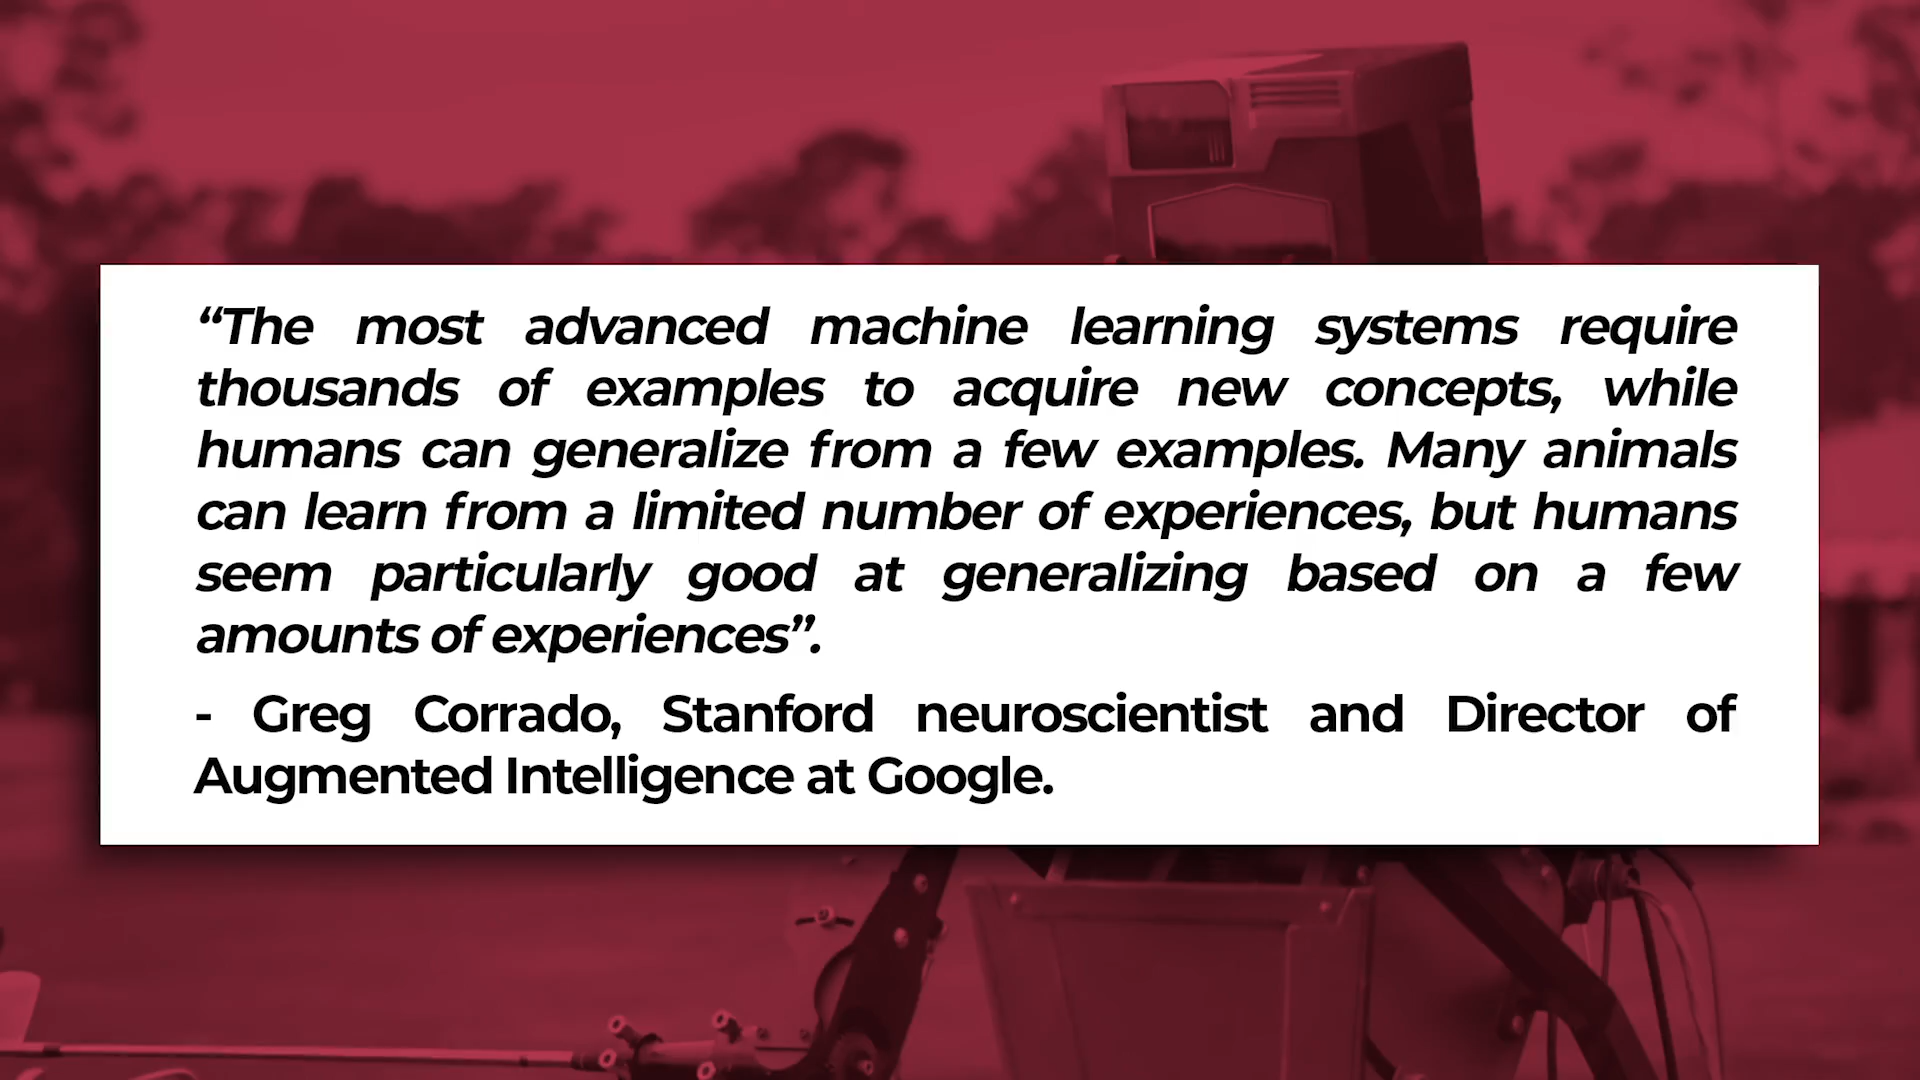 “The most advanced machine learning systems require
thousands of examples to acquire new concepts, while
humans can generalize from a few examples. Many animals
can learn from a limited number of experiences, but humans
seem particularly good at generalizing based on a few
amounts of experiences”.
- Greg Corrado, Stanford neuroscientist and Director of
Augmented Intelligence at Google.